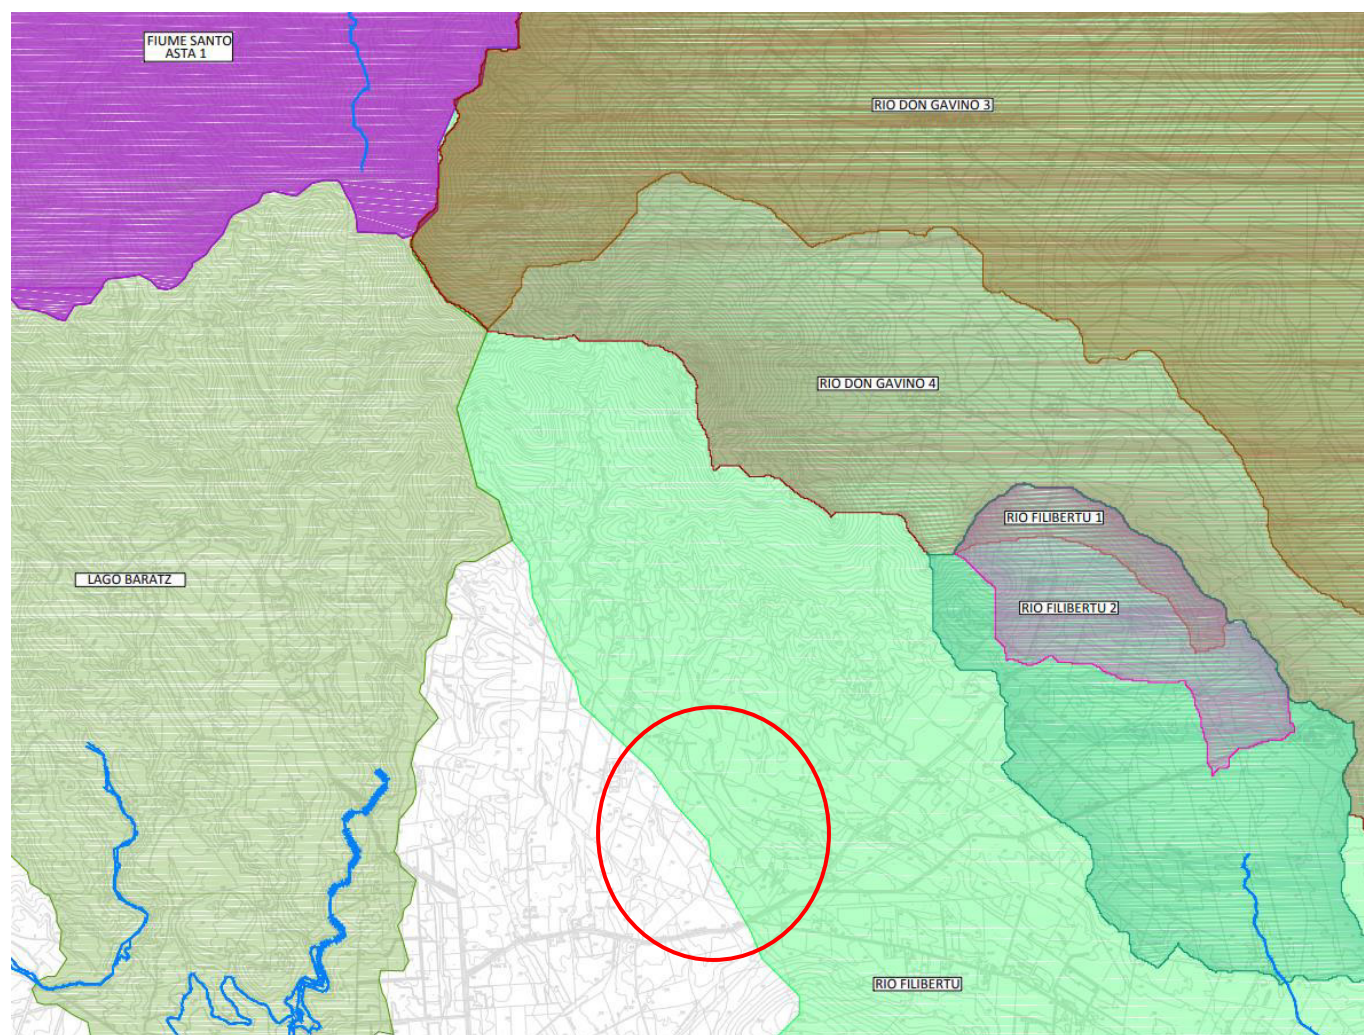 FIUME SANTO
ASTA 1
RIO DON GAVINO 3
RIO DON GAVINO 4
RIO FILIBERTU 1
LAGO BARATZ
RIO FILIBERTU 2
RIO FILIBERTU